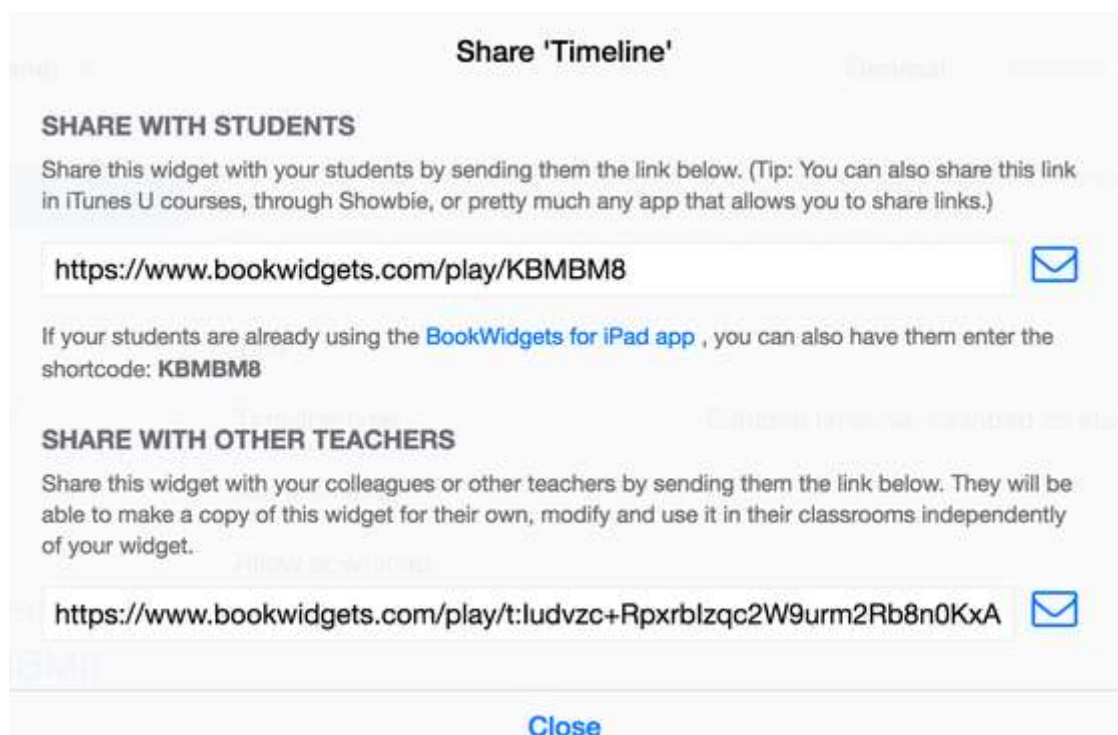 Share 'Timeline'
General
SHARE WITH STUDENTS
Share this widget with your students by sending them the link below. (Tip: You can also share this link
in iTunes U courses, through Showbie, or pretty much any app that allows you to share links.)
https://www.bookwidgets.com/play/KBMBM8
If your students are already using the BookWidgets for iPad app , you can also have them enter the
shortcode: KBMBM8
Timeline type
SHARE WITH OTHER TEACHERS
Share this widget with your colleagues or other teachers by sending them the link below. They will be
able to make a copy of this widget for their own, modify and use it in their classrooms independently
of your widget.
Allow download
https://www.bookwidgets.com/play/t:Iudvzc+RpxrbIzqc2W9urm2Rb8n0KxA
Close